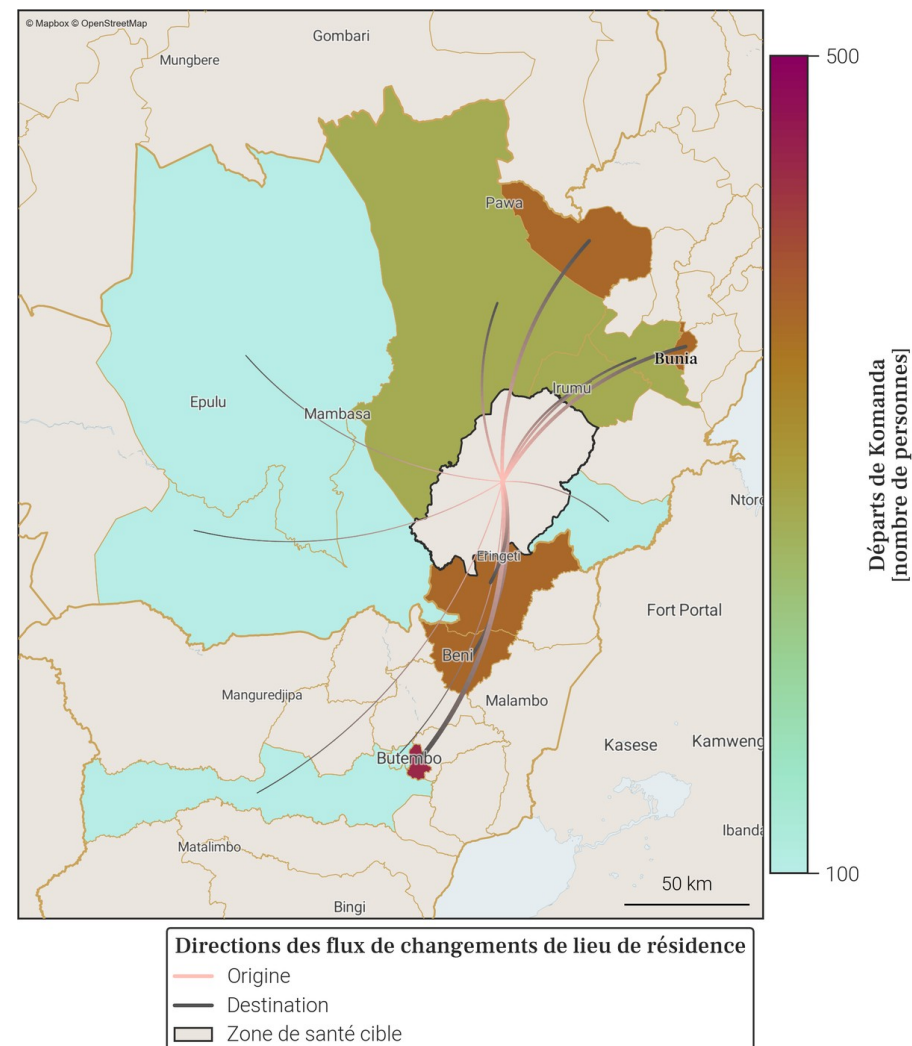 © Mapbox © OpenStreetMap
Gombari
Mungbere
500
Pawa
Bunia
Irumu
Epulu
Mambasa
Départs de Komanda
[nombre de personnes]
Eringeti
Fort Portal
Beni
Manguredjipa
Malambo
Kasese
Kamweng
Butembo
Matalimbo
100
50 km
Bingi
Directions des flux de changements de lieu de résidence
Origine
Destination
Zone de santé cible